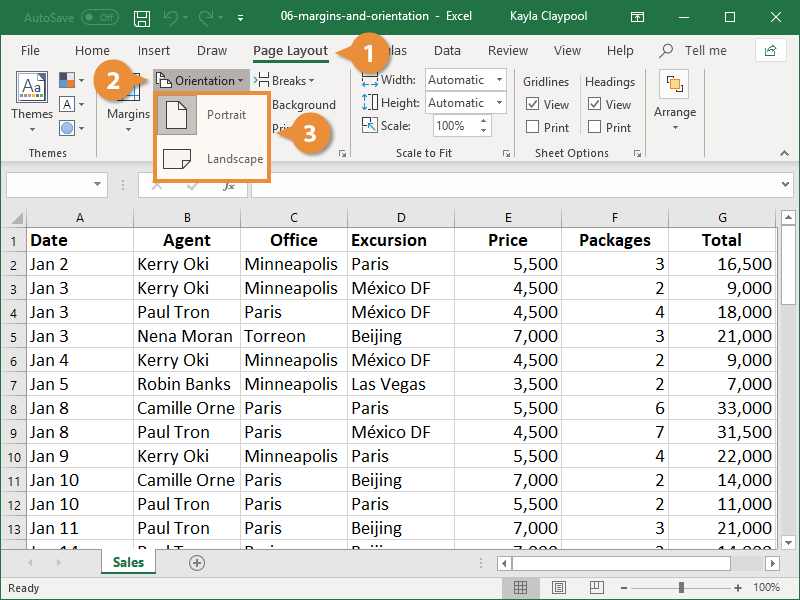 AutoSave Off 06-margins-and-orientation - Excel Kayla Claypool
File Home Insert Draw Page Layout 1 ulas Data Review View Help Tell me
2 Orientation Breaks Width: Automatic Gridlines Headings
Aa Portrait Background Height: Automatic View View
Themes A Margins 3 Scale: 100% Print Print Arrange
Landscape
Themes Scale to Fit Sheet Options
fx
A B C D E F G
1 Date Agent Office Excursion Price Packages Total
2 Jan 2 Kerry Oki Minneapolis Paris 5,500 3 16,500
3 Jan 3 Kerry Oki Minneapolis México DF 4,500 2 9,000
4 Jan 3 Paul Tron Paris México DF 4,500 4 18,000
5 Jan 3 Nena Moran Torreon Beijing 7,000 3 21,000
6 Jan 4 Kerry Oki Minneapolis México DF 4,500 2 9,000
7 Jan 5 Robin Banks Minneapolis Las Vegas 3,500 2 7,000
8 Jan 8 Camille Orne Paris Paris 5,500 6 33,000
9 Jan 8 Paul Tron Paris México DF 4,500 7 31,500
10 Jan 9 Kerry Oki Minneapolis Paris 5,500 4 22,000
11 Jan 10 Camille Orne Paris Beijing 7,000 2 14,000
12 Jan 10 Paul Tron Paris Paris 5,500 2 11,000
13 Jan 11 Paul Tron Paris Beijing 7,000 3 21,000
Sales
Ready 100%